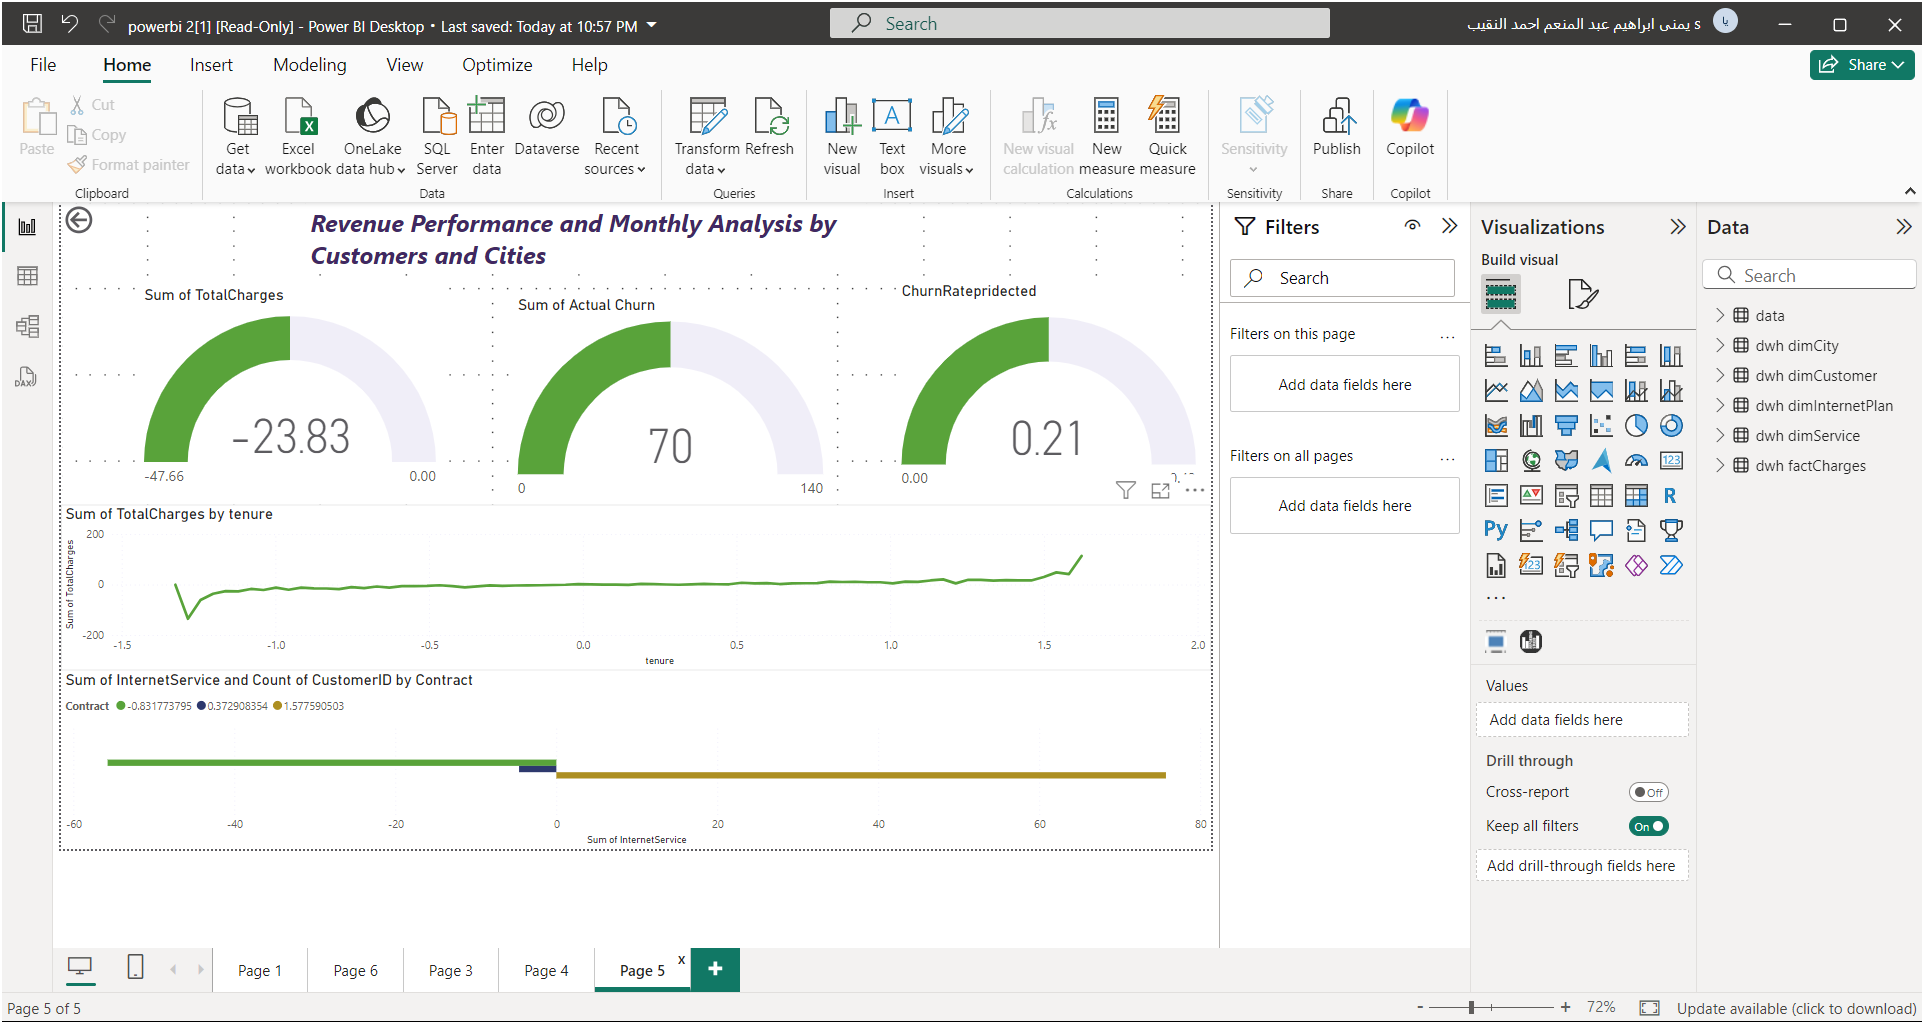 powerbi 2[1] [Read-Only] - Power BI Desktop • Last saved: Today at 10:57 PM
Search
يمنى ابراهيم عبد المنعم احمد النقيب s
يا
File
Home
Insert
Modeling
View
Optimize
Help
Share
Paste
Cut
Copy
Format painter
Clipboard
Get data
Excel workbook
OneLake data hub
SQL Server
Enter data
Dataverse
Recent sources
Data
Transform data
Refresh
Queries
New visual
Text box
More visuals
Insert
New visual calculation
New measure
Quick measure
Calculations
Sensitivity
Sensitivity
Publish
Share
Copilot
Copilot
Revenue Performance and Monthly Analysis by
Customers and Cities
Sum of TotalCharges
-23.83
-47.66
0.00
Sum of Actual Churn
70
0
140
ChurnRatepridected
0.21
0.00
Sum of TotalCharges by tenure
Sum of TotalCharges
200
0
-200
-1.5
-1.0
-0.5
0.0
0.5
1.0
1.5
2.0
tenure
Sum of InternetService and Count of CustomerID by Contract
Contract
-0.831773795
0.372908354
1.577590503
-60
-40
-20
0
20
40
60
80
Sum of InternetService
Filters
Search
Filters on this page
...
Add data fields here
Filters on all pages
...
Add data fields here
Visualizations
Build visual
123
R
Py
123
...
Values
Add data fields here
Drill through
Cross-report
Off
Keep all filters
On
Add drill-through fields here
Data
Search
data
dwh dimCity
dwh dimCustomer
dwh dimInternetPlan
dwh dimService
dwh factCharges
DAX
Page 1
Page 6
Page 3
Page 4
Page 5
x
+
Page 5 of 5
-
+
72%
Update available (click to download)